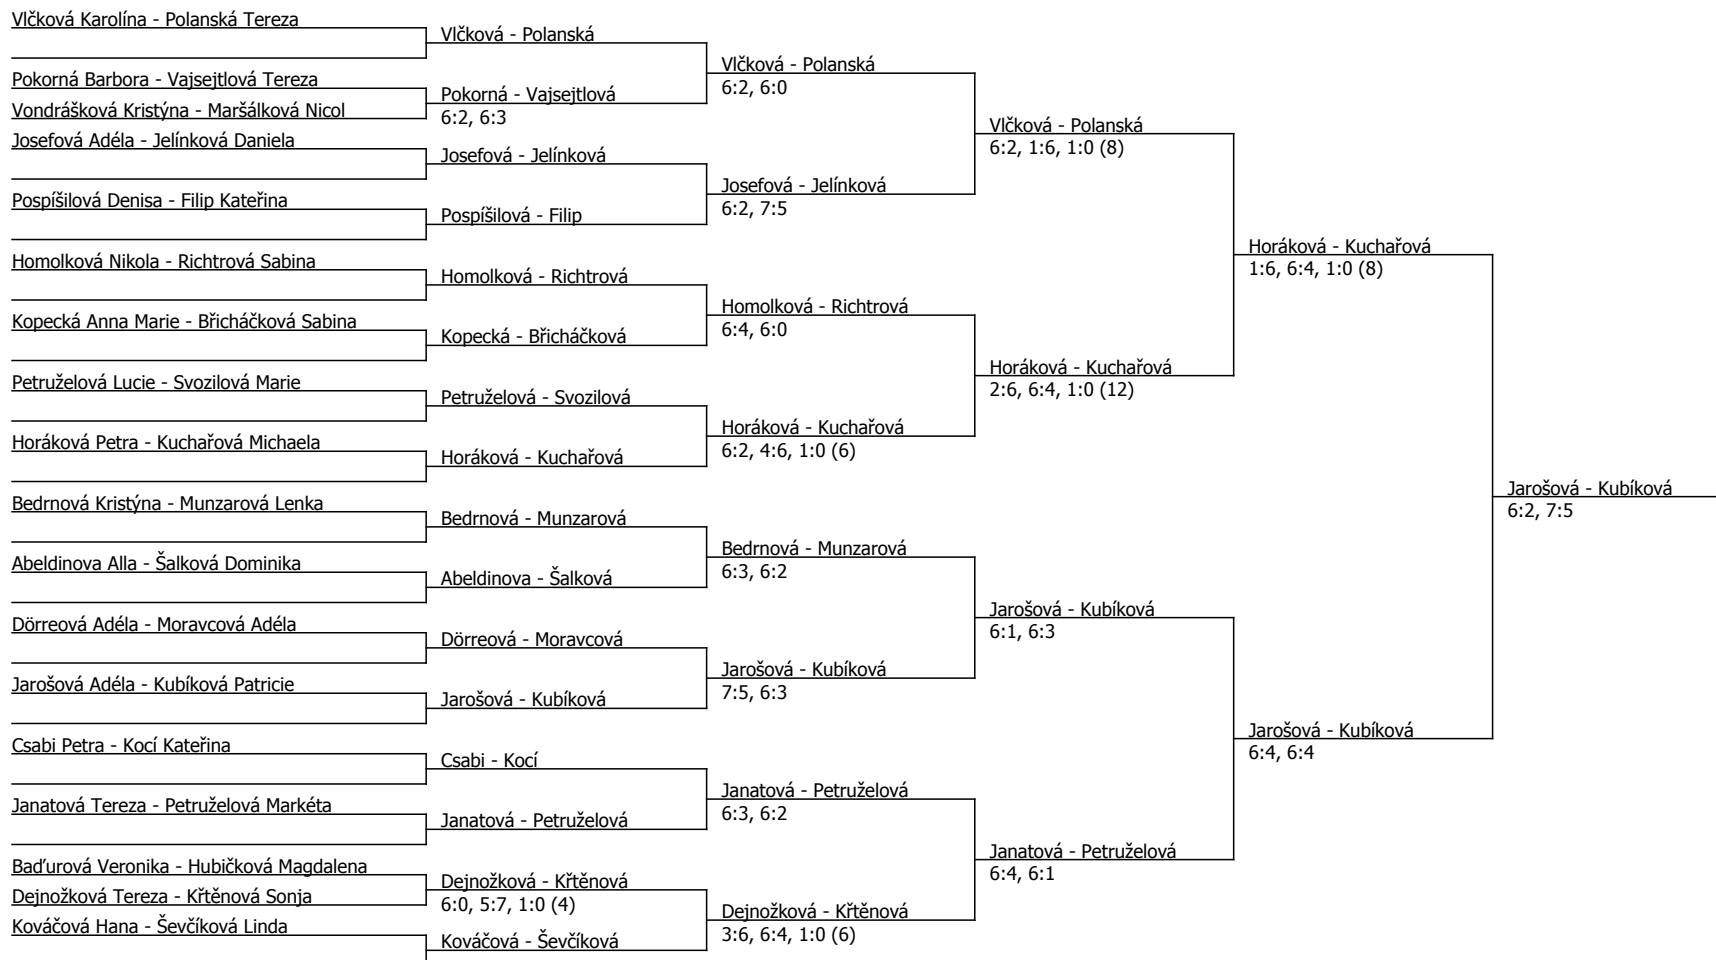 Vlčková Karolína - Polanská Tereza
Pokorná Barbora - Vajsejtlová Tereza
Vondrášková Kristýna - Maršálková Nicol
Josefová Adéla - Jelínková Daniela
Pospíšilová Denisa - Filip Kateřina
Homolková Nikola - Richtrová Sabina
Kopecká Anna Marie - Břicháčková Sabina
Petruželová Lucie - Svozilová Marie
Horáková Petra - Kuchařová Michaela
Bedrnová Kristýna - Munzarová Lenka
Abeldinova Alla - Šalková Dominika
Dörreová Adéla - Moravcová Adéla
Jarošová Adéla - Kubíková Patricie
Csabi Petra - Kocí Kateřina
Janatová Tereza - Petruželová Markéta
Baďurová Veronika - Hubičková Magdalena
Dejnožková Tereza - Křtěnová Sonja
Kováčová Hana - Ševčíková Linda
Vlčková - Polanská
Pokorná - Vajsejtlová
6:2, 6:3
Josefová - Jelínková
Pospíšilová - Filip
Homolková - Richtrová
Kopecká - Břicháčková
Petruželová - Svozilová
Horáková - Kuchařová
Bedrnová - Munzarová
Abeldinova - Šalková
Dörreová - Moravcová
Jarošová - Kubíková
Csabi - Kocí
Janatová - Petruželová
Dejnožková - Křtěnová
6:0, 5:7, 1:0 (4)
Kováčová - Ševčíková
Vlčková - Polanská
6:2, 6:0
Josefová - Jelínková
6:2, 7:5
Homolková - Richtrová
6:4, 6:0
Horáková - Kuchařová
6:2, 4:6, 1:0 (6)
Bedrnová - Munzarová
6:3, 6:2
Jarošová - Kubíková
7:5, 6:3
Janatová - Petruželová
6:3, 6:2
Dejnožková - Křtěnová
3:6, 6:4, 1:0 (6)
Vlčková - Polanská
6:2, 1:6, 1:0 (8)
Horáková - Kuchařová
2:6, 6:4, 1:0 (12)
Jarošová - Kubíková
6:1, 6:3
Janatová - Petruželová
6:4, 6:1
Horáková - Kuchařová
1:6, 6:4, 1:0 (8)
Jarošová - Kubíková
6:4, 6:4
Jarošová - Kubíková
6:2, 7:5